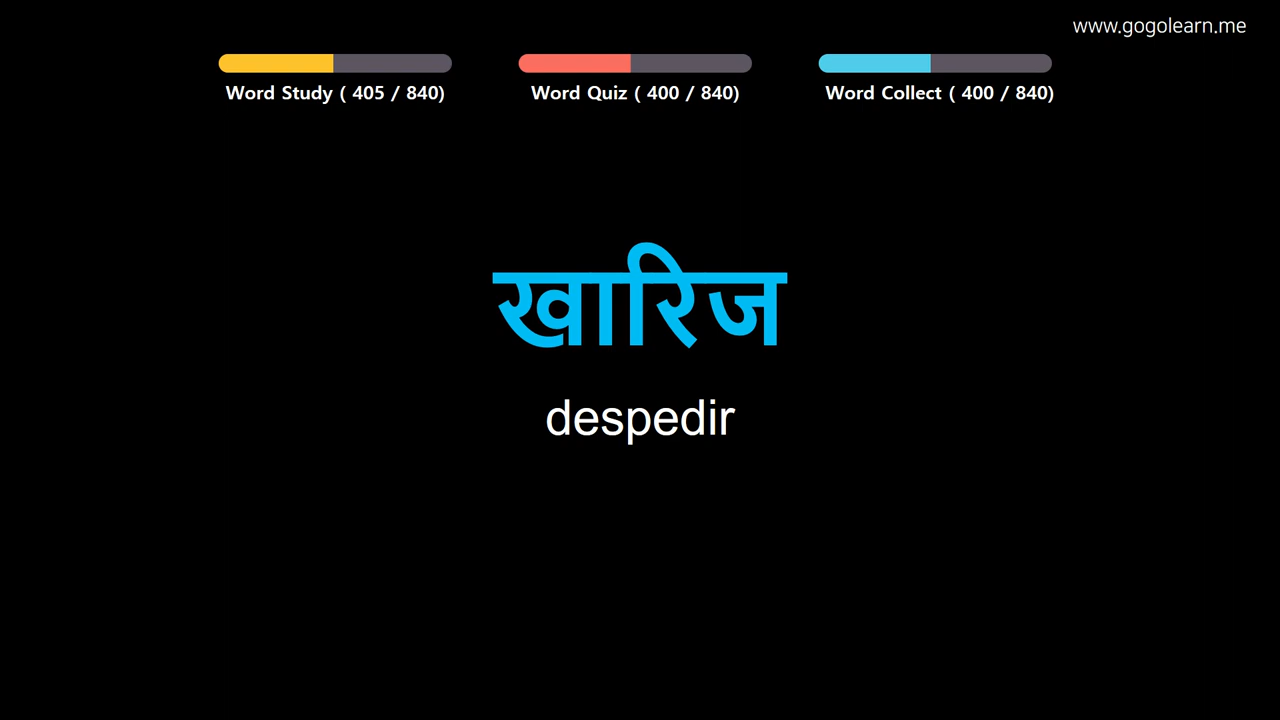 www.gogolearn.me
Word Study ( 405 / 840)
Word Quiz ( 400 / 840)
Word Collect ( 400 / 840)
खारिज
despedir